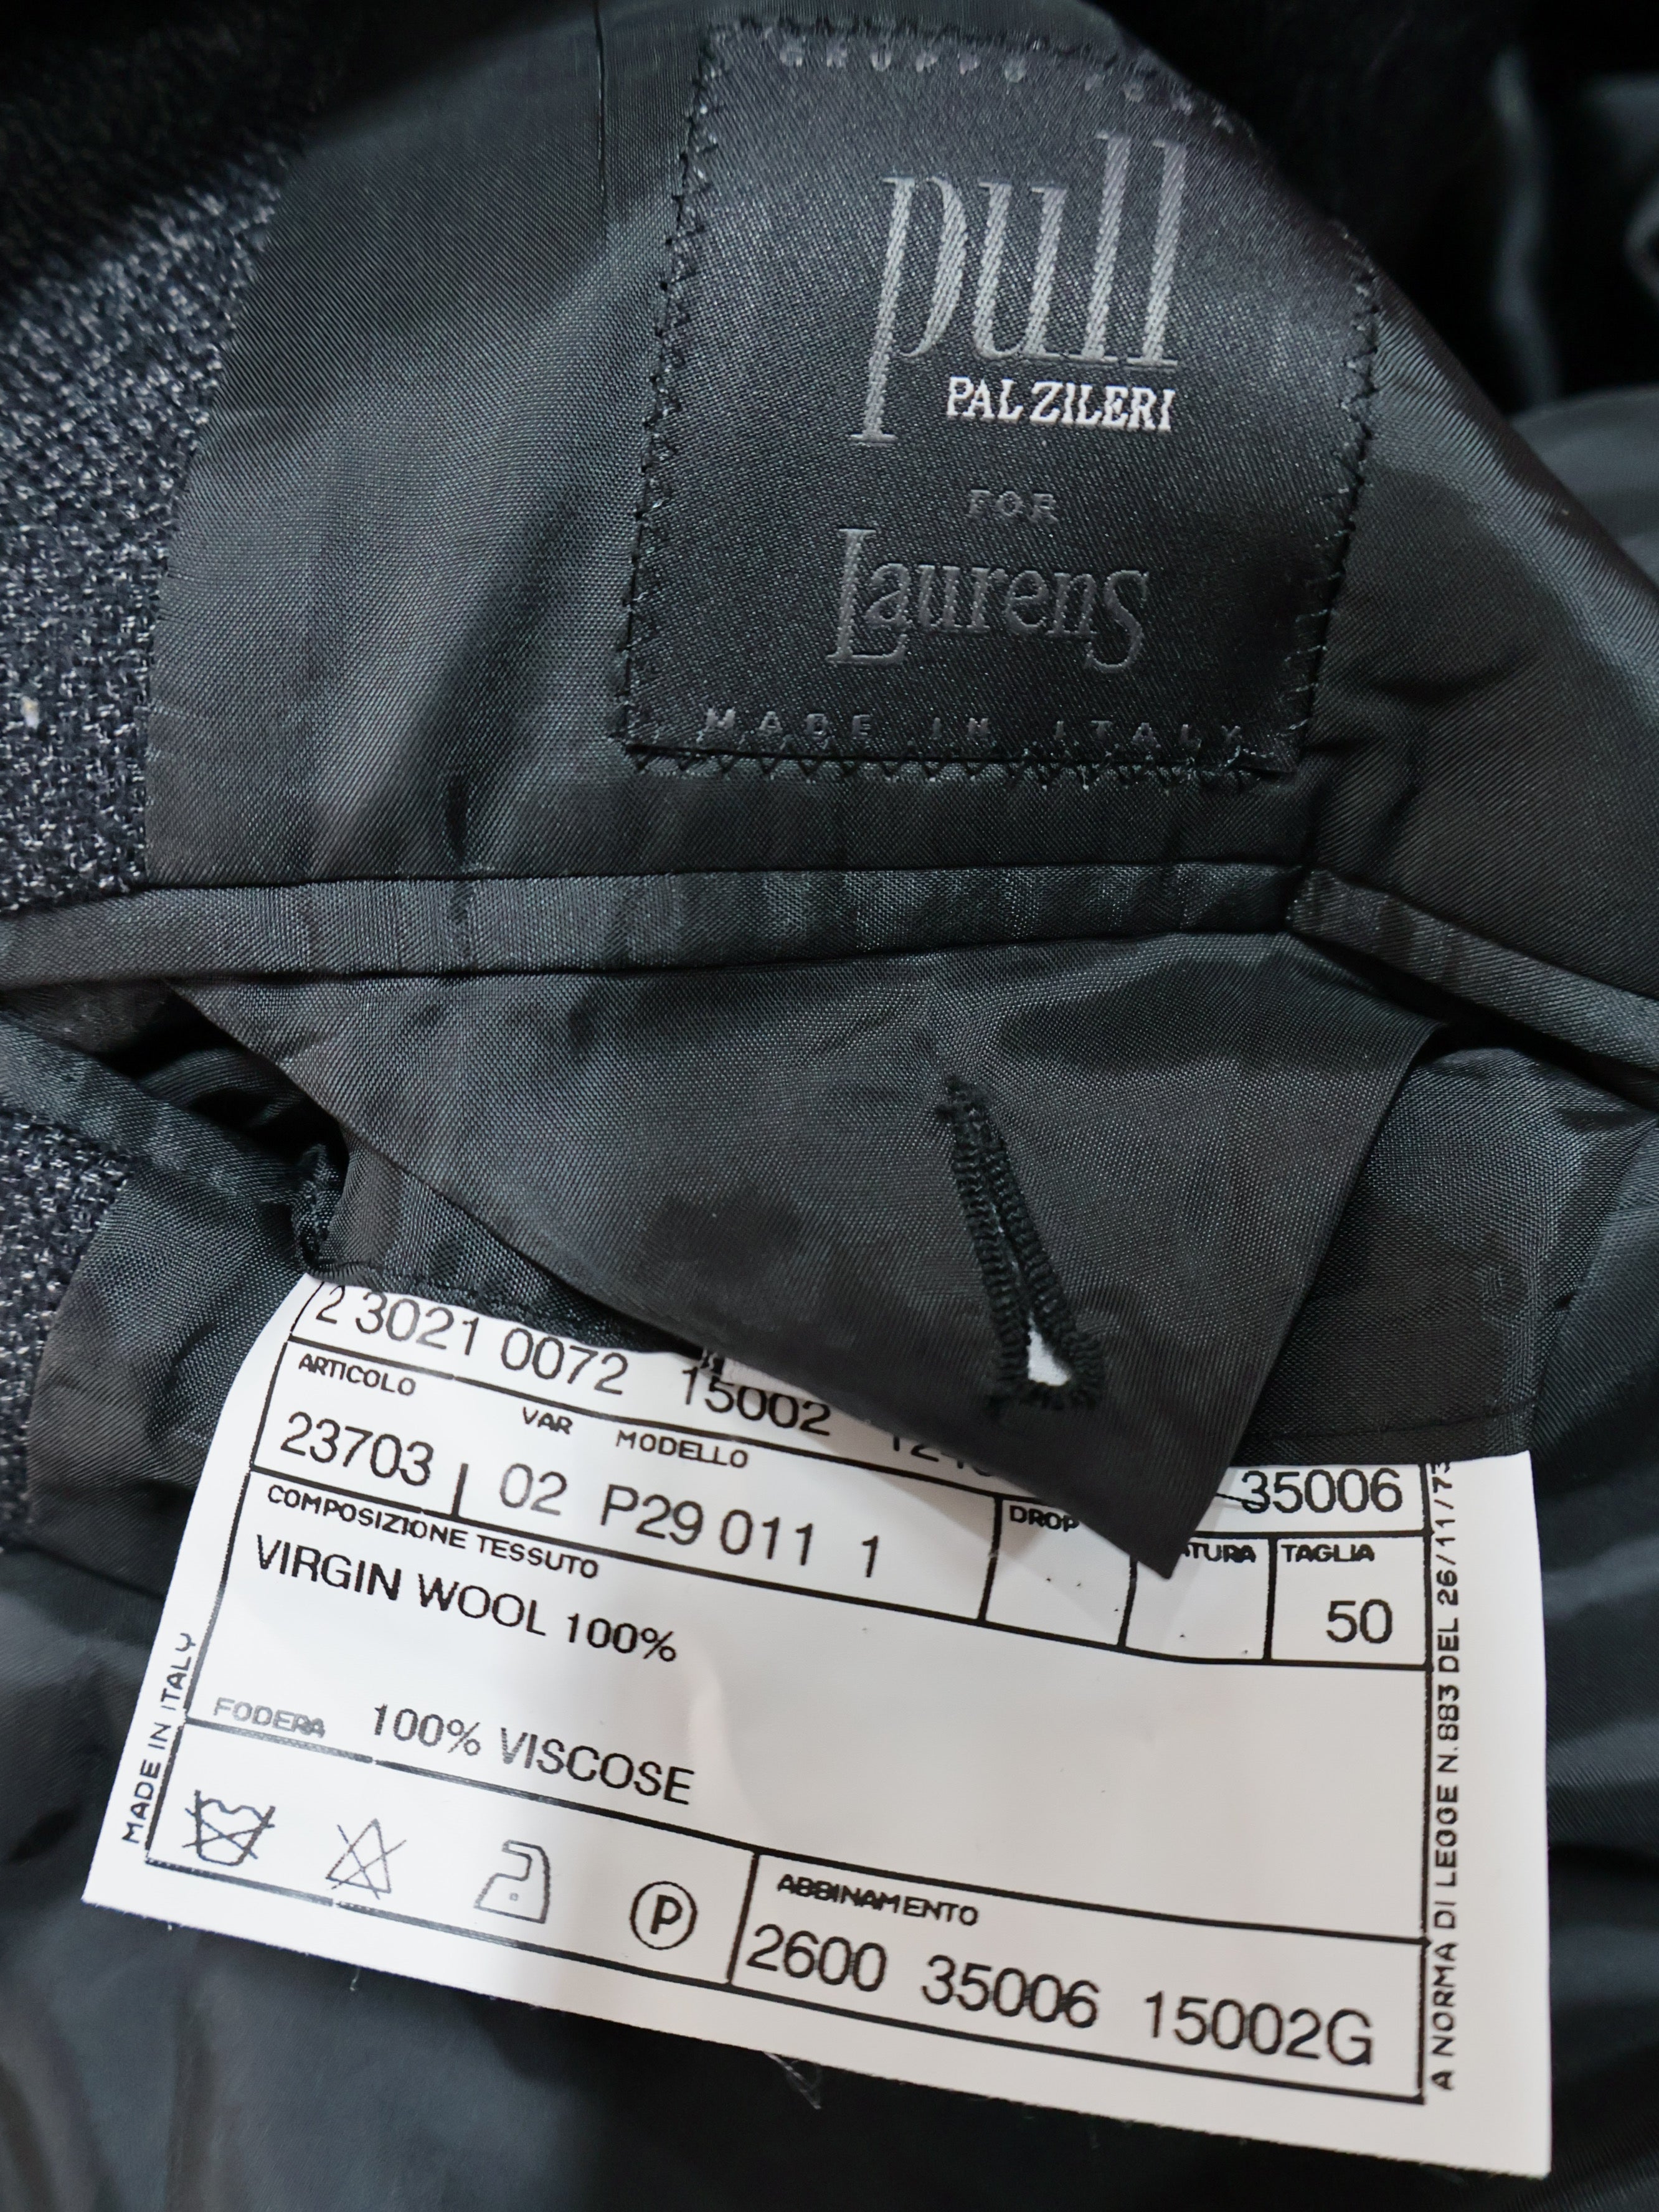 GRUPPO
pull
PAL ZILERI
FOR
Laurens
MADE IN ITALY
2 3021 0072 15002
35006
ARTICOLO VAR MODELLO DROP TAGLIA
23703 02 P29 011 1 50
COMPOSIZIONE TESSUTO
VIRGIN WOOL 100%
FODERA 100% VISCOSE
P
ABBINAMENTO
2600 35006 15002G
MADE IN ITALY
A NORMA DI LEGGE N.883 DEL 26/11/73